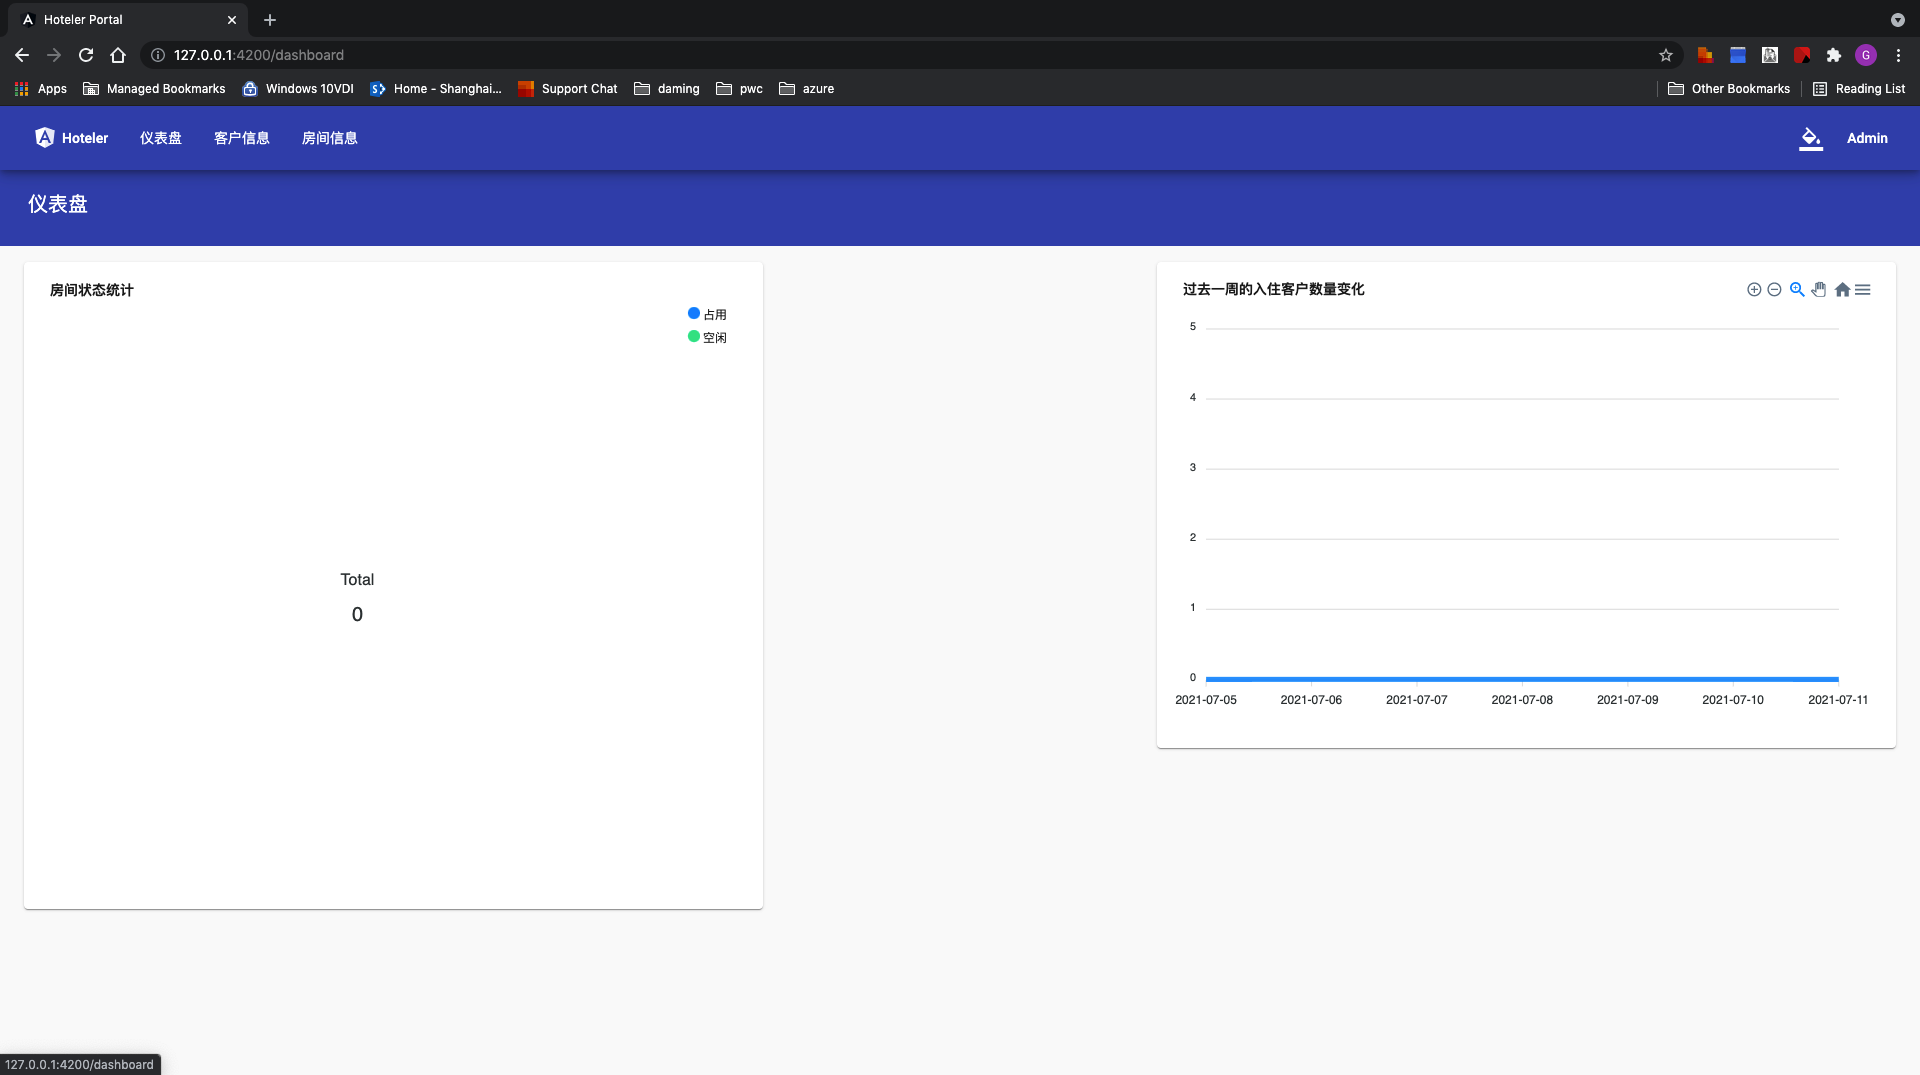 Hoteler Portal
127.0.0.1:4200/dashboard
G
Apps
Managed Bookmarks
Windows 10VDI
Home - Shanghai...
Support Chat
daming
pwc
azure
Other Bookmarks
Reading List
Hoteler
仪表盘
客户信息
房间信息
Admin
仪表盘
房间状态统计
占用
空闲
Total
0
过去一周的入住客户数量变化
5
4
3
2
1
0
2021-07-05
2021-07-06
2021-07-07
2021-07-08
2021-07-09
2021-07-10
2021-07-11
127.0.0.1:4200/dashboard